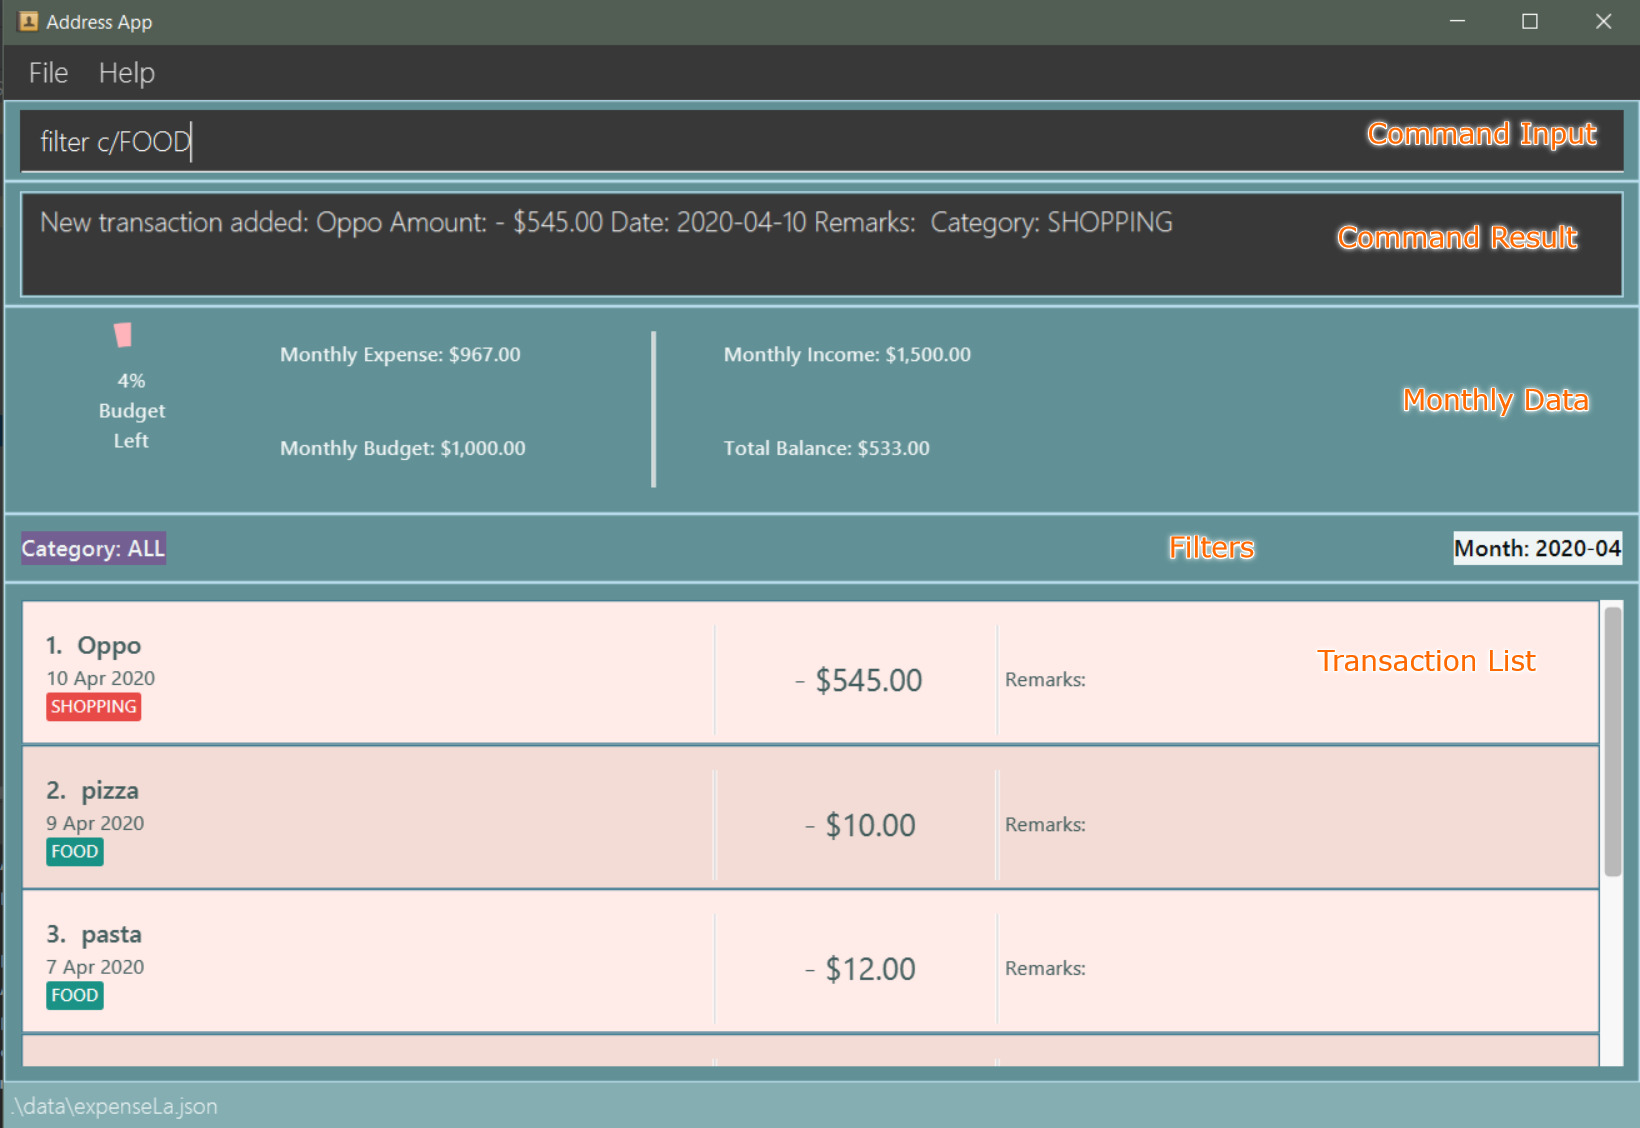 Address App
File Help
filter c/FOOD
Command Input
New transaction added: Oppo Amount: - $545.00 Date: 2020-04-10 Remarks:  Category: SHOPPING
Command Result
4%
Budget
Left
Monthly Expense: $967.00
Monthly Budget: $1,000.00
Monthly Income: $1,500.00
Total Balance: $533.00
Monthly Data
Category: ALL
Filters
Month: 2020-04
1. Oppo
10 Apr 2020
SHOPPING
- $545.00
Remarks:
Transaction List
2. pizza
9 Apr 2020
FOOD
- $10.00
Remarks:
3. pasta
7 Apr 2020
FOOD
- $12.00
Remarks:
.\data\expenseLa.json